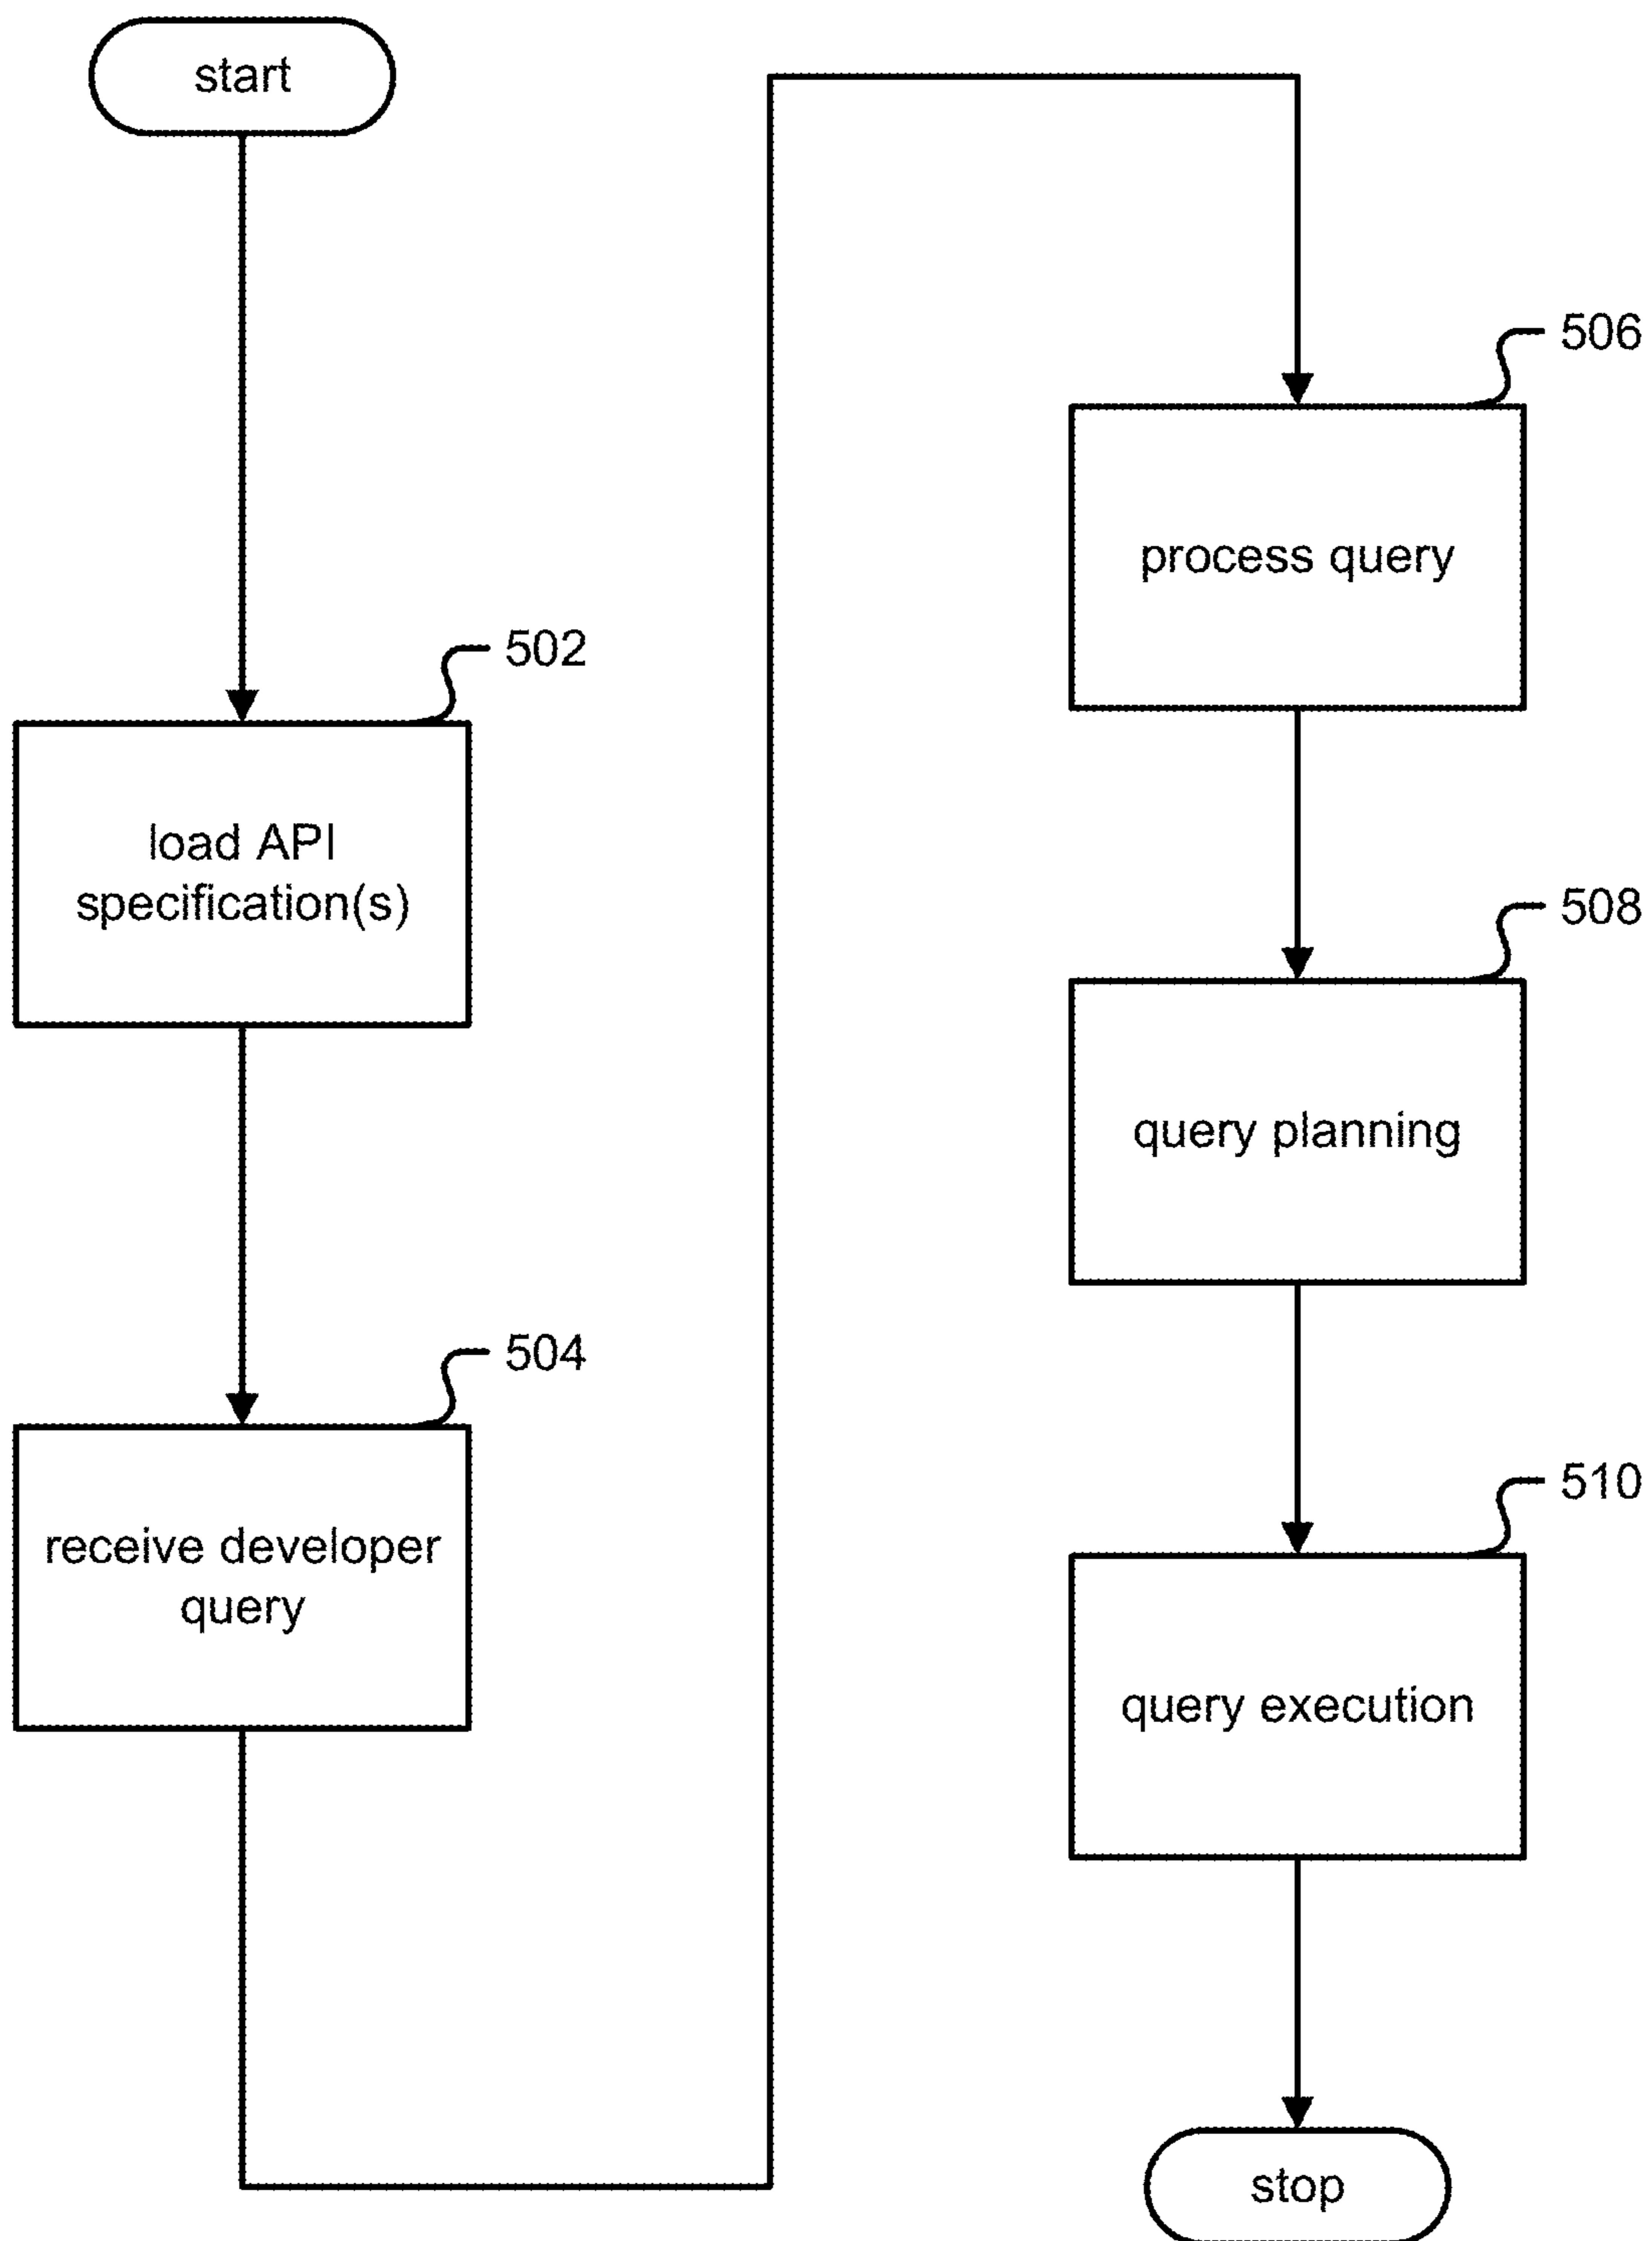 start
502
load API
specification(s)
504
receive developer
query
506
process query
508
query planning
510
query execution
stop